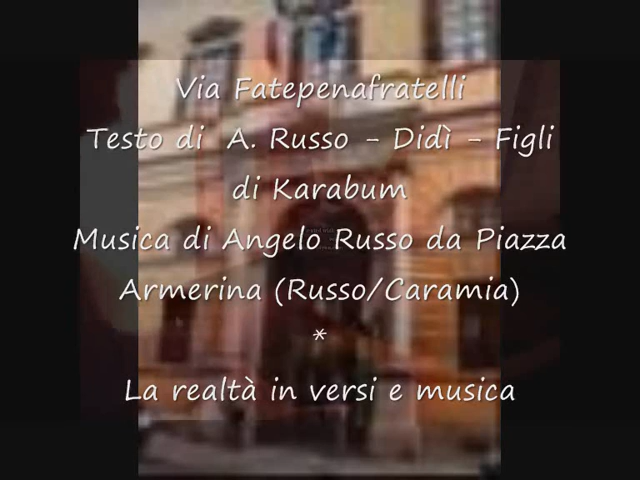 Via Fatepenafratelli
Testo di A. Russo - Didì - Figli
di Karabum
Musica di Angelo Russo da Piazza
Armerina (Russo/Caramia)
*
La realtà in versi e musica